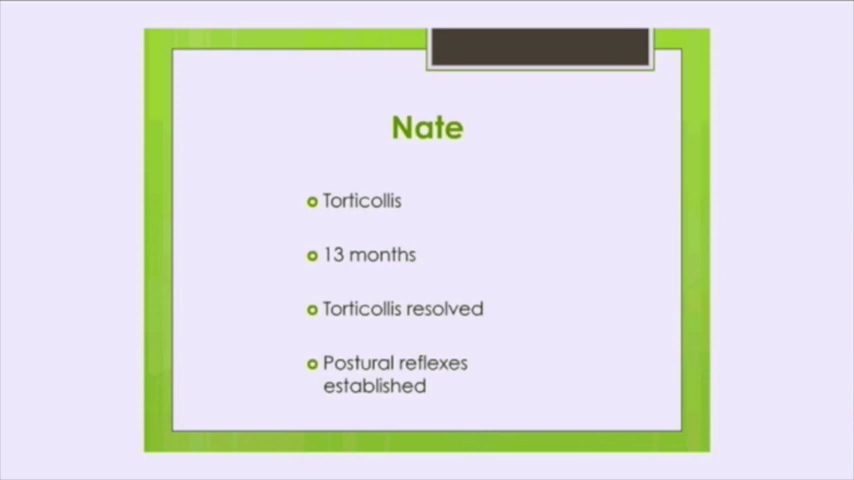 Nate
Torticollis
13 months
Torticollis resolved
Postural reflexes
established